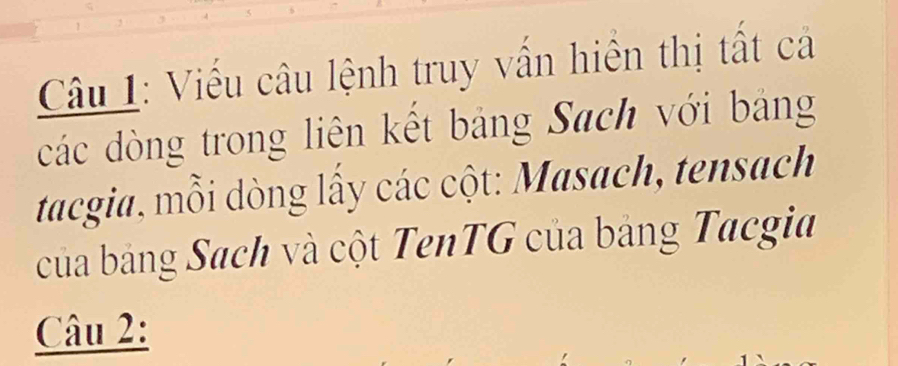 Câu 1: Viếu câu lệnh truy vấn hiển thị tất cả
các dòng trong liên kết bảng Sach với bảng
tacgia, mỗi dòng lấy các cột: Masach, tensach
của bảng Sach và cột TenTG của bảng Tacgia
Câu 2: